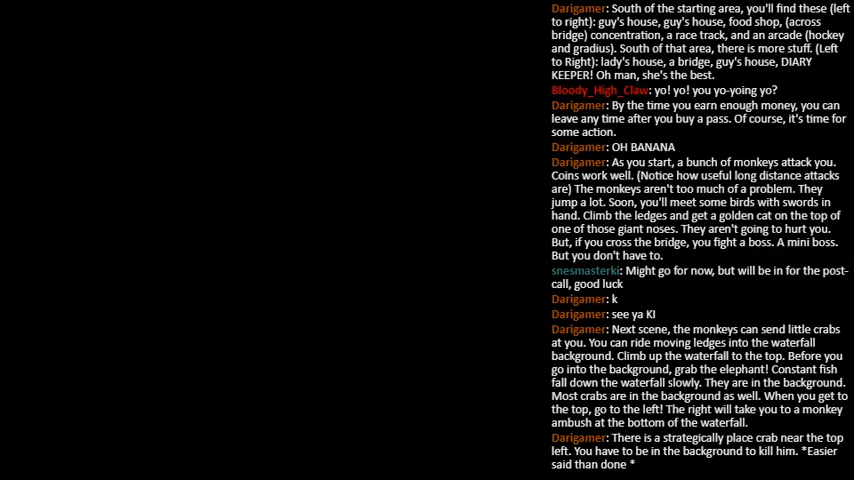 Darigamer: South of the starting area, you'll find these (left
to right): guy's house, guy's house, food shop, (across
bridge) concentration, a race track, and an arcade (hockey
and gradius). South of that area, there is more stuff. (Left
to Right): lady's house, a bridge, guy's house, DIARY
KEEPER! Oh man, she's the best.
Bloody_High_Claw: yo! yo! you yo-yoing yo?
Darigamer: By the time you earn enough money, you can
leave any time after you buy a pass. Of course, it's time for
some action.
Darigamer: OH BANANA
Darigamer: As you start, a bunch of monkeys attack you.
Coins work well. (Notice how useful long distance attacks
are) The monkeys aren't too much of a problem. They
jump a lot. Soon, you'll meet some birds with swords in
hand. Climb the ledges and get a golden cat on the top of
one of those giant noses. They aren't going to hurt you.
But, if you cross the bridge, you fight a boss. A mini boss.
But you don't have to.
snesmasterki: Might go for now, but will be in for the post-
call, good luck
Darigamer: k
Darigamer: see ya KI
Darigamer: Next scene, the monkeys can send little crabs
at you. You can ride moving ledges into the waterfall
background. Climb up the waterfall to the top. Before you
go into the background, grab the elephant! Constant fish
fall down the waterfall slowly. They are in the background.
Most crabs are in the background as well. When you get to
the top, go to the left! The right will take you to a monkey
ambush at the bottom of the waterfall.
Darigamer: There is a strategically place crab near the top
left. You have to be in the background to kill him. *Easier
said than done *